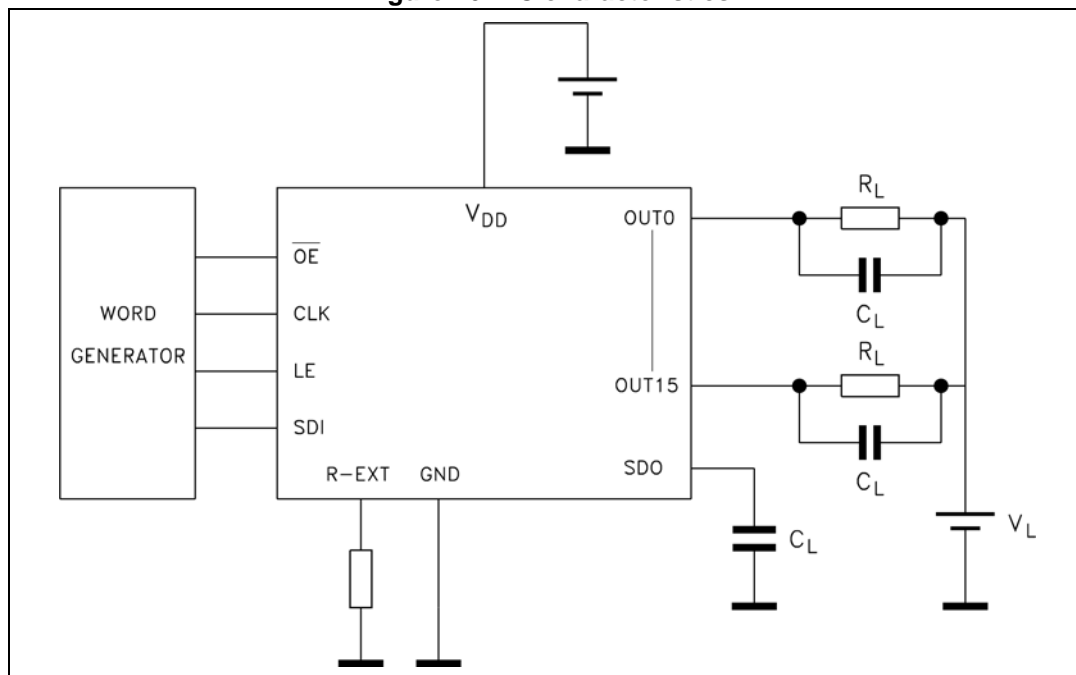 V_DD
OUT0
R_L
C_L
OE
CLK
LE
SDI
WORD
GENERATOR
OUT15
R_L
C_L
SDO
R-EXT
GND
C_L
V_L